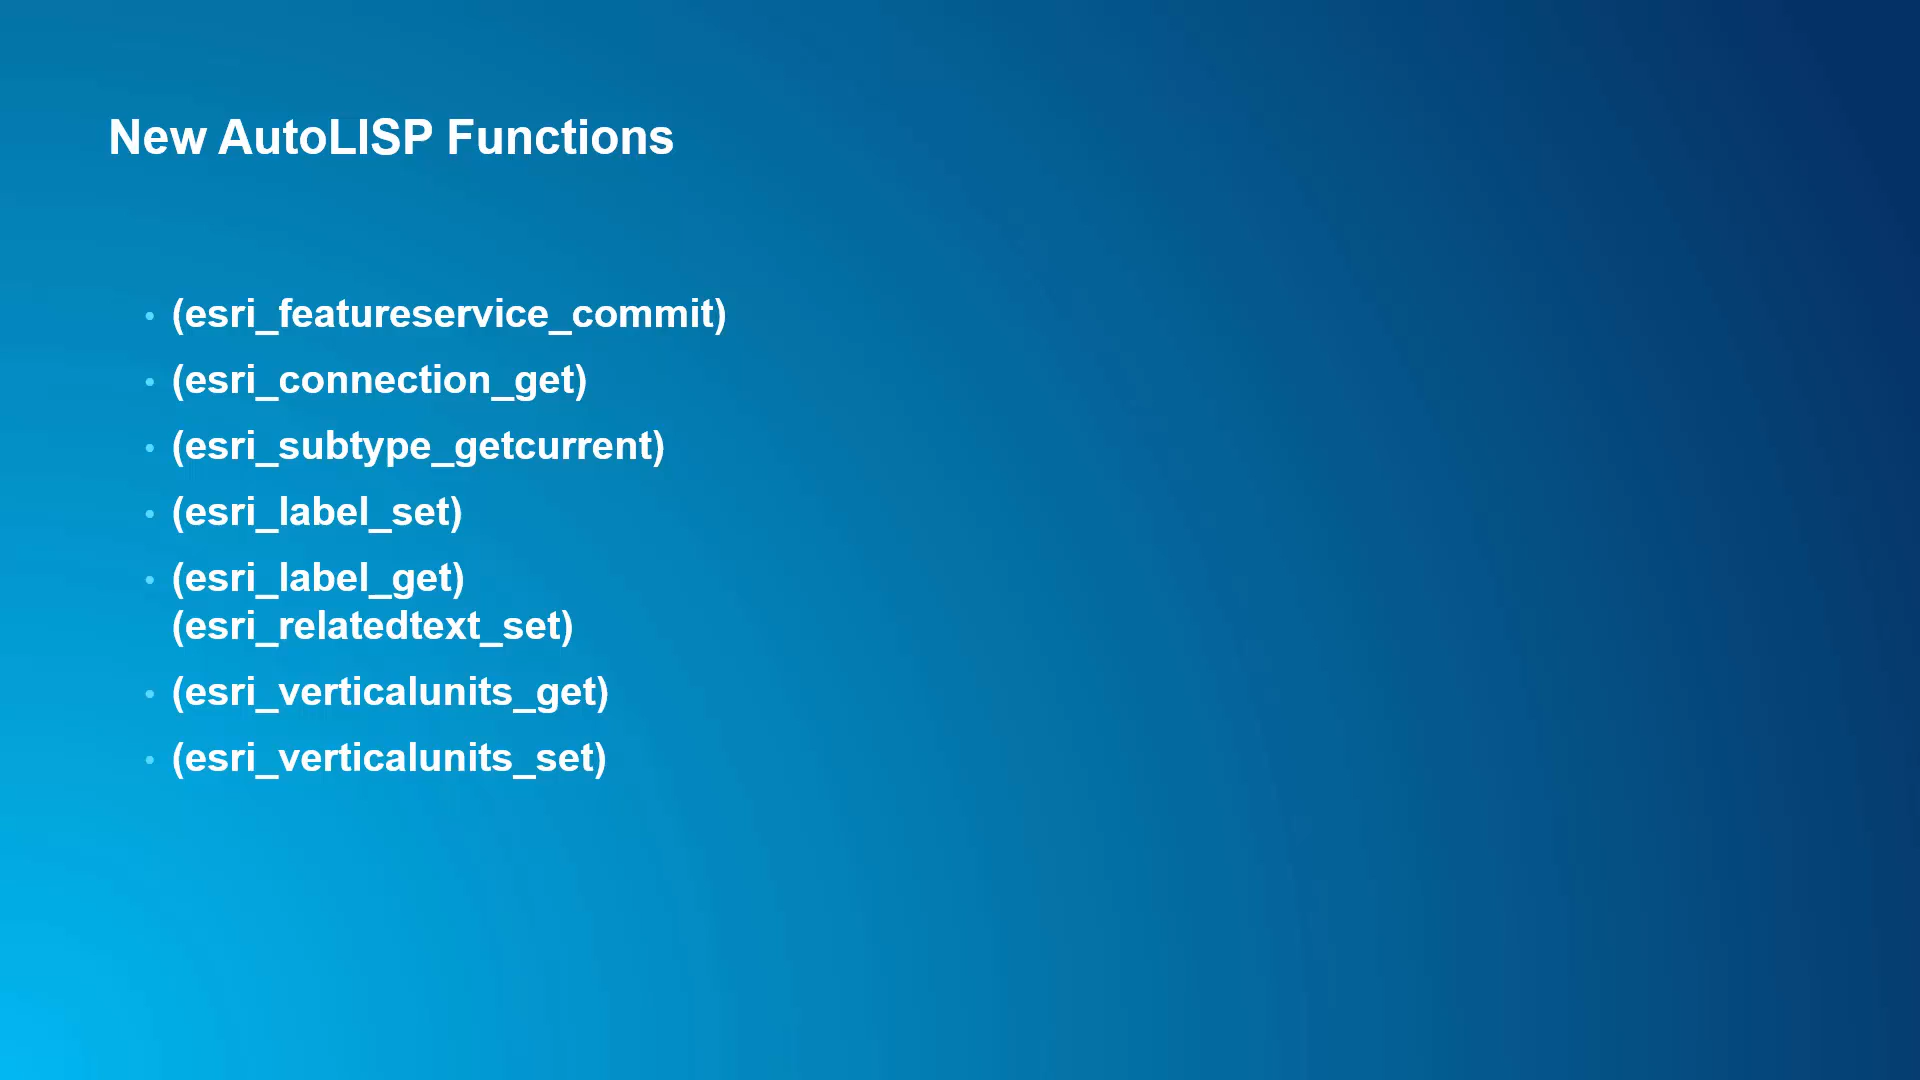 New AutoLISP Functions
• (esri_featureservice_commit)
• (esri_connection_get)
• (esri_subtype_getcurrent)
• (esri_label_set)
• (esri_label_get)
(esri_relatedtext_set)
• (esri_verticalunits_get)
• (esri_verticalunits_set)